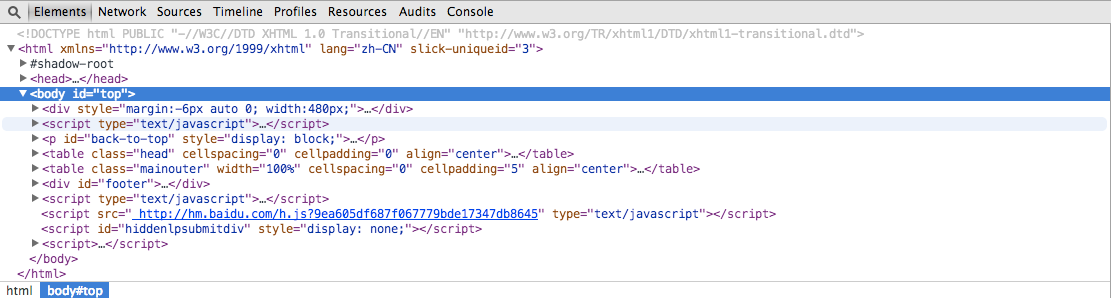 Elements Network Sources Timeline Profiles Resources Audits Console
<!DOCTYPE html PUBLIC "-//W3C//DTD XHTML 1.0 Transitional//EN" "http://www.w3.org/TR/xhtml1/DTD/xhtml1-transitional.dtd">
<html xmlns="http://www.w3.org/1999/xhtml" lang="zh-CN" slick-uniqueid="3">
#shadow-root
<head>…</head>
<body id="top">
<div style="margin:-6px auto 0; width:480px;">…</div>
<script type="text/javascript">…</script>
<p id="back-to-top" style="display: block;">…</p>
<table class="head" cellspacing="0" cellpadding="0" align="center">…</table>
<table class="mainouter" width="100%" cellspacing="0" cellpadding="5" align="center">…</table>
<div id="footer">…</div>
<script type="text/javascript">…</script>
<script src=" http://hm.baidu.com/h.js?9ea605df687f067779bde17347db8645" type="text/javascript"></script>
<script id="hiddenlpsubmitdiv" style="display: none;"></script>
<script>…</script>
</body>
</html>
html body#top